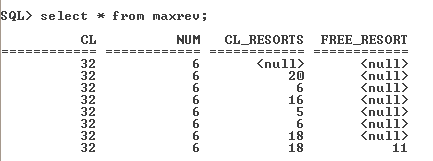 SQL> select * from maxrev;
CL NUM CL_RESORTS FREE_RESORT
============ ============ ============ ============
32 6 <null> <null>
32 6 20 <null>
32 6 6 <null>
32 6 16 <null>
32 6 5 <null>
32 6 6 <null>
32 6 18 <null>
32 6 18 11